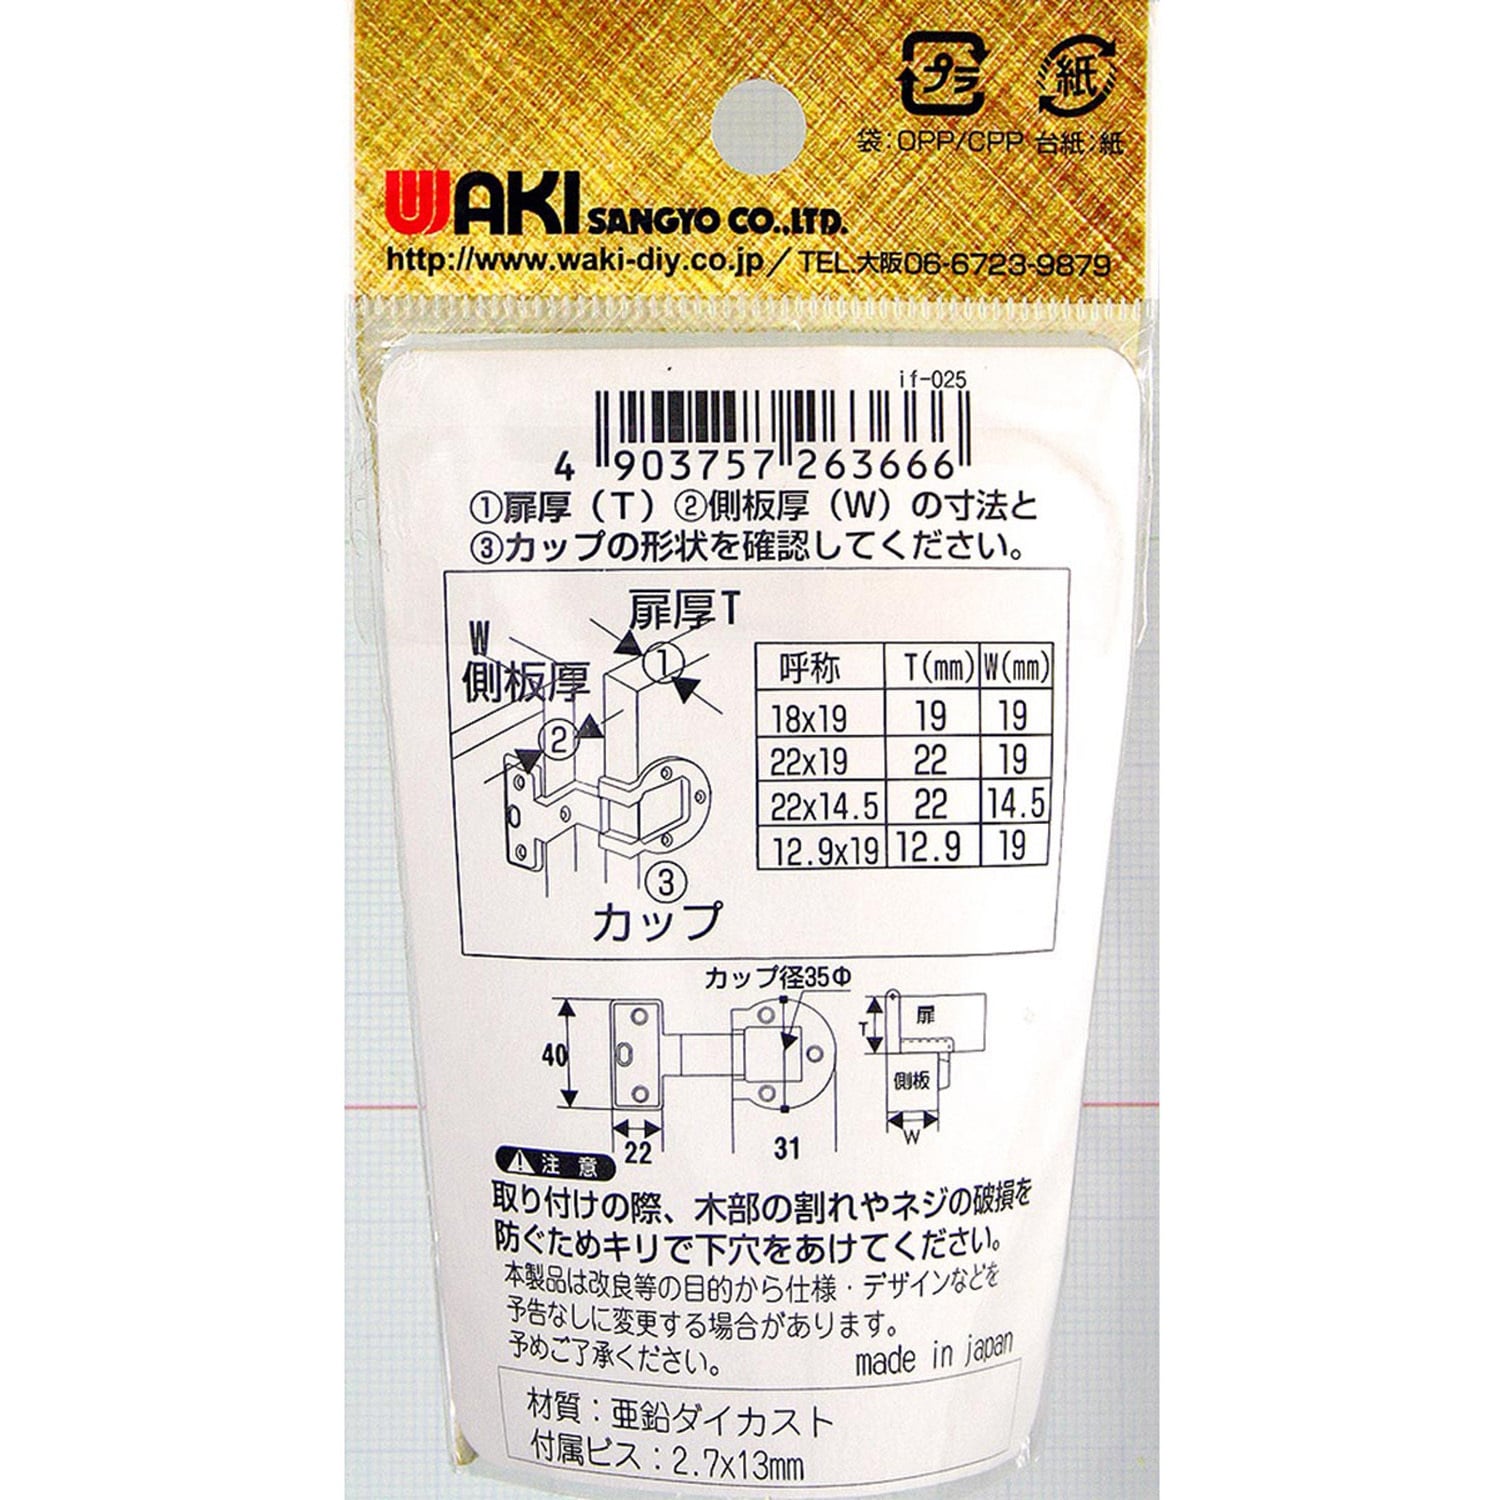 プラ 紙
袋:OPP/CPP 台紙:紙
WAKI SANGYO CO.,LTD.
http://www.waki-diy.co.jp/TEL.大阪06-6723-9879
if-025
4 903757 263666
①扉厚(T)②側板厚(W)の寸法と
③カップの形状を確認してください。
扉厚T
①
W
側板厚
②
③
カップ
呼称 T(mm) W(mm)
18x19 19 19
22x19 22 19
22x14.5 22 14.5
12.9x19 12.9 19
カップ径35Φ
40
22
31
T
扉
側板
W
注意
取り付けの際、木部の割れやネジの破損を
防ぐためキリで下穴をあけてください。
本製品は改良等の目的から仕様・デザインなどを
予告なしに変更する場合があります。
予めご了承ください。
made in japan
材質:亜鉛ダイカスト
付属ビス:2.7x13mm